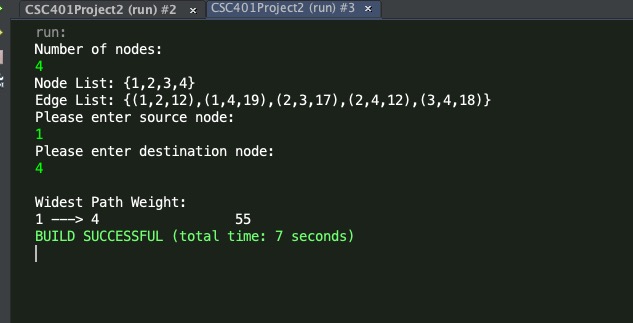 CSC401Project2 (run) #2 × CSC401Project2 (run) #3 ×
run:
Number of nodes:
4
Node List: {1,2,3,4}
Edge List: {(1,2,12),(1,4,19),(2,3,17),(2,4,12),(3,4,18)}
Please enter source node:
1
Please enter destination node:
4
Widest Path Weight:
1 ---> 4 55
BUILD SUCCESSFUL (total time: 7 seconds)